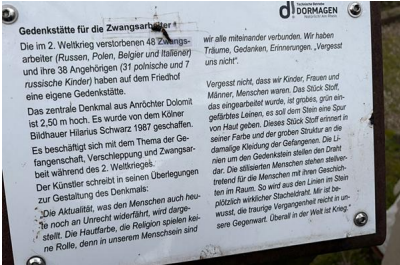 Technische Betriebe
DORMAGEN
Gedenkstätte für die Zwangsarbeiter
Die im 2. Weltkrieg verstorbenen 48 Zwangs-
arbeiter (Russen, Polen, Belgier und Italiener)
und ihre 38 Angehörigen (31 polnische und 7
russische Kinder) haben auf dem Friedhof
eine eigene Gedenkstätte.
Das zentrale Denkmal aus Anröchter Dolomit
ist 2,50 m hoch. Es wurde von dem Kölner
Bildhauer Hilarius Schwarz 1987 geschaffen.
Es beschäftigt sich mit dem Thema der Ge-
fangenschaft, Verschleppung und Zwangsar-
beit während des 2. Weltkrieges.
Der Künstler schreibt in seinen Überlegungen
zur Gestaltung des Denkmals:
"Die Aktualität, was den Menschen auch heu-
te noch an Unrecht widerfährt, wird darge-
stellt. Die Hautfarbe, die Religion spielen kei-
ne Rolle, denn in unserem Menschsein sind
wir alle miteinander verbunden. Wir haben
Träume, Gedanken, Erinnerungen. „Vergesst
uns nicht".
Vergesst nicht, dass wir Kinder, Frauen und
Männer, Menschen waren. Das Stück Stoff,
das eingearbeitet wurde, ist grobes, grün ein-
gefärbtes Leinen, es soll dem Stein eine Spur
von Haut geben. Dieses Stück Stoff erinnert in
seiner Farbe und der groben Struktur an die
damalige Kleidung der Gefangenen. Die Li-
nien um den Gedenkstein stellen den Draht
dar. Die stilisierten Menschen stehen stellver-
tretend für die Menschen mit ihren Geschich-
ten im Raum. So wird aus den Linien im Stein
plötzlich wirklicher Stacheldraht. Mir ist be-
wusst, die traurige Vergangenheit reicht in un-
sere Gegenwart. Überall in der Welt ist Krieg."